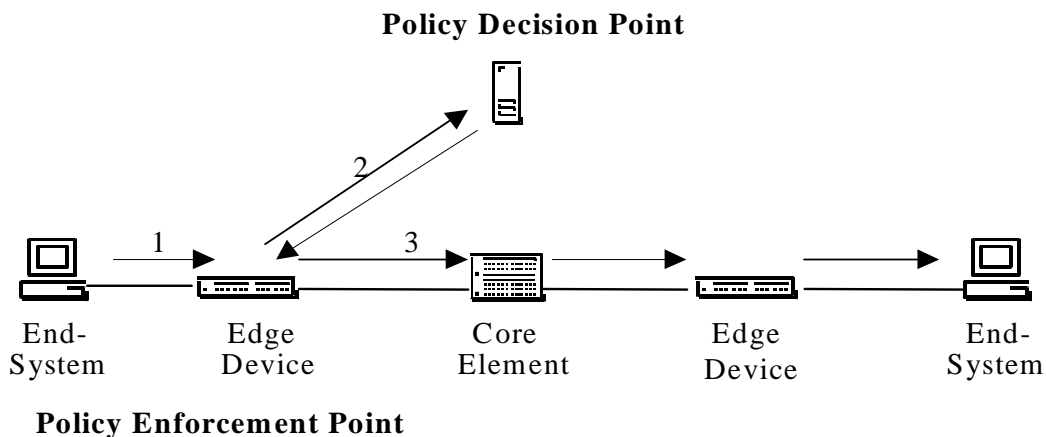 Policy Decision Point
2
1
3
End-
System
Edge
Device
Core
Element
Edge
Device
End-
System
Policy Enforcement Point